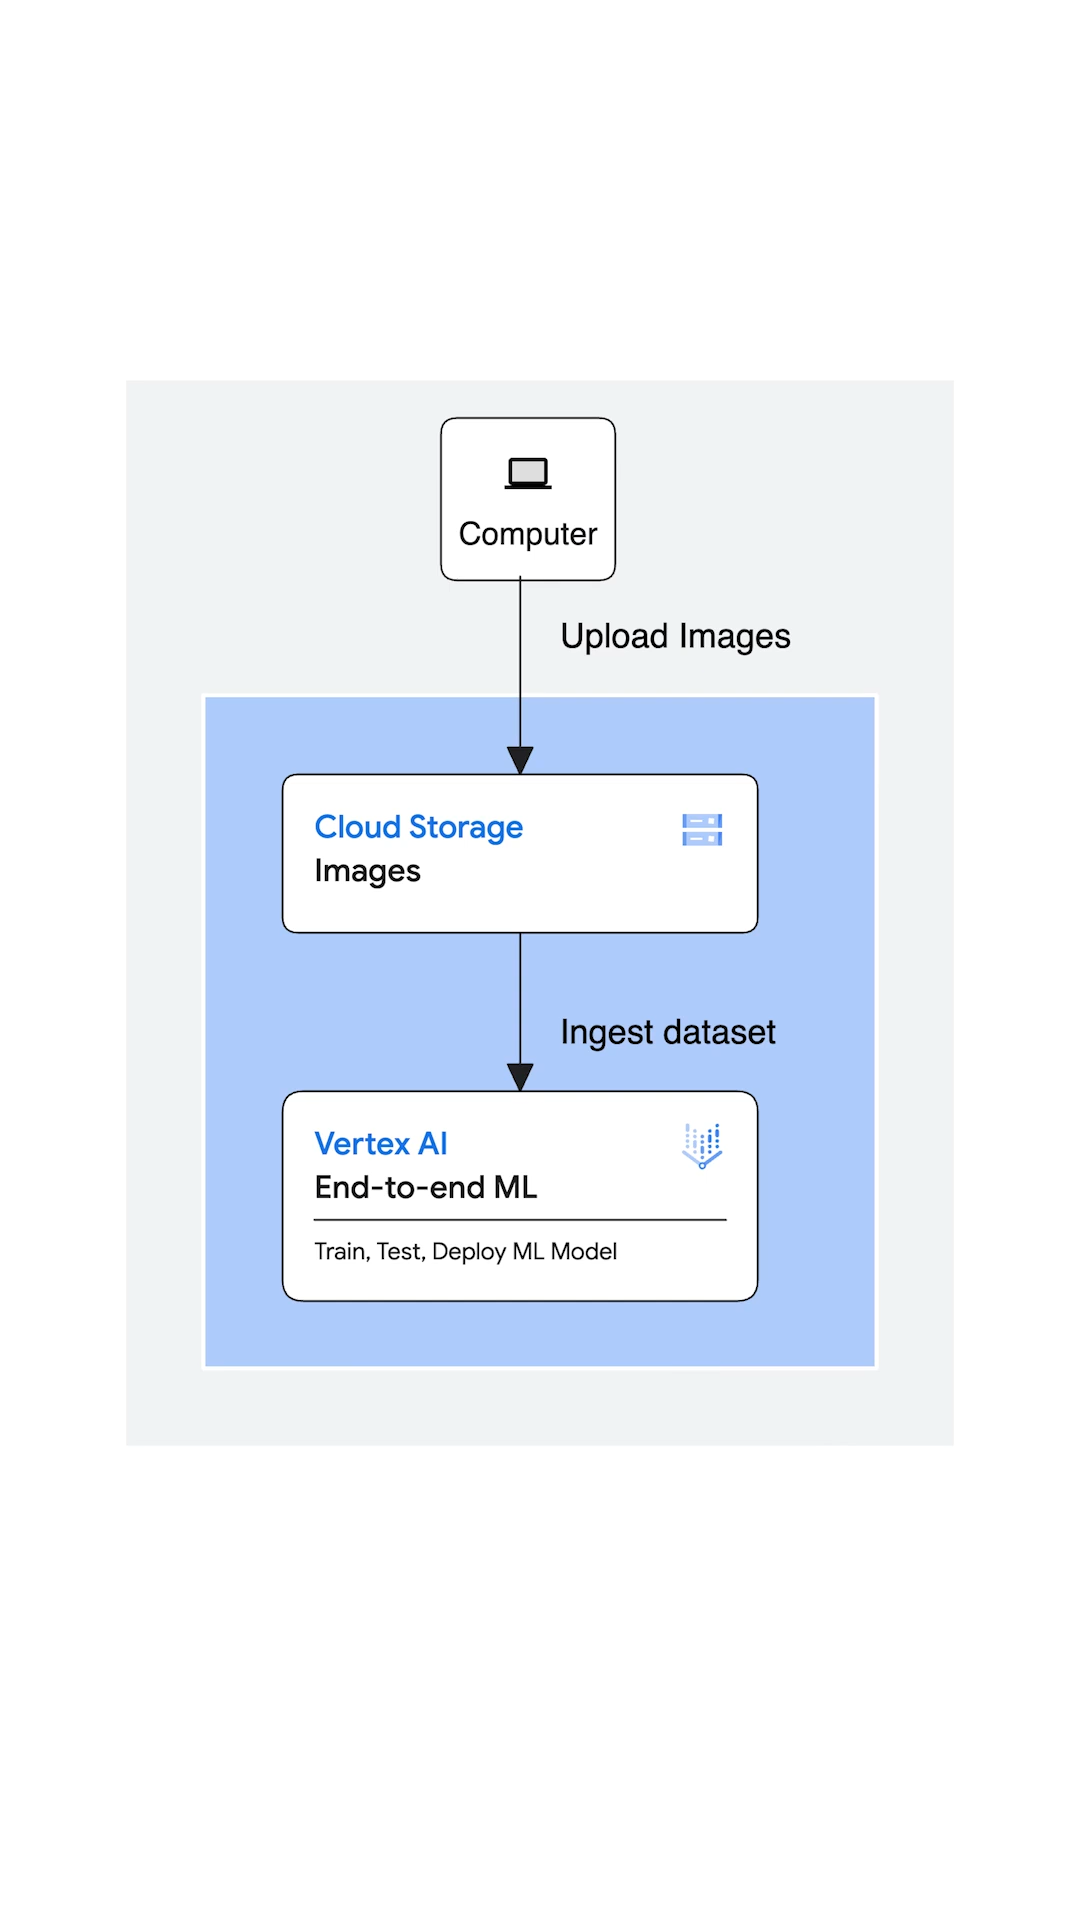 Computer
Upload Images
Cloud Storage
Images
Ingest dataset
Vertex AI
End-to-end ML
Train, Test, Deploy ML Model